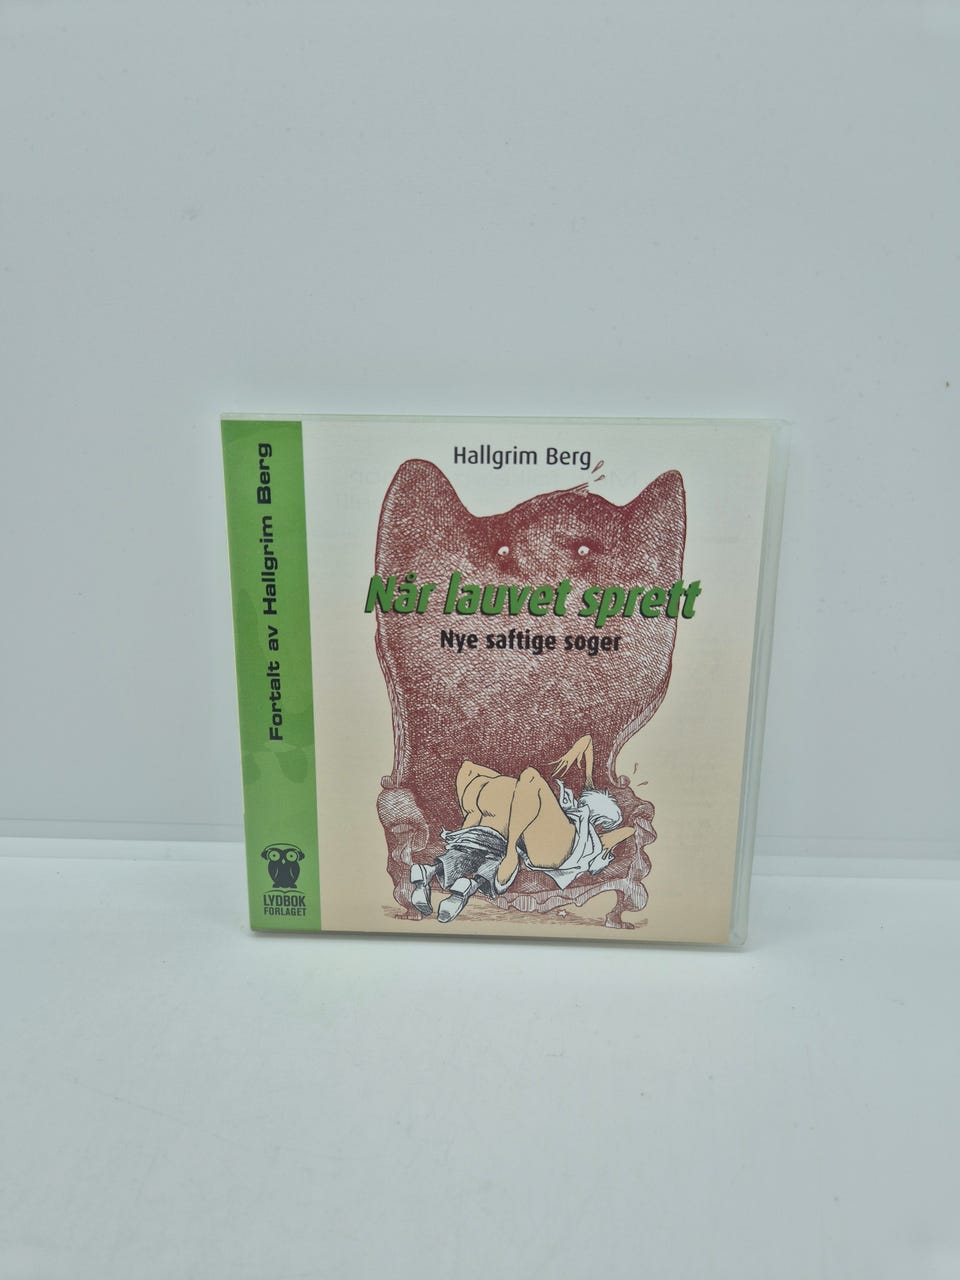 Hallgrim Berg
Når lauvet sprett
Nye saftige soger
Fortalt av Hallgrim Berg
LYDBOK
FORLAGET